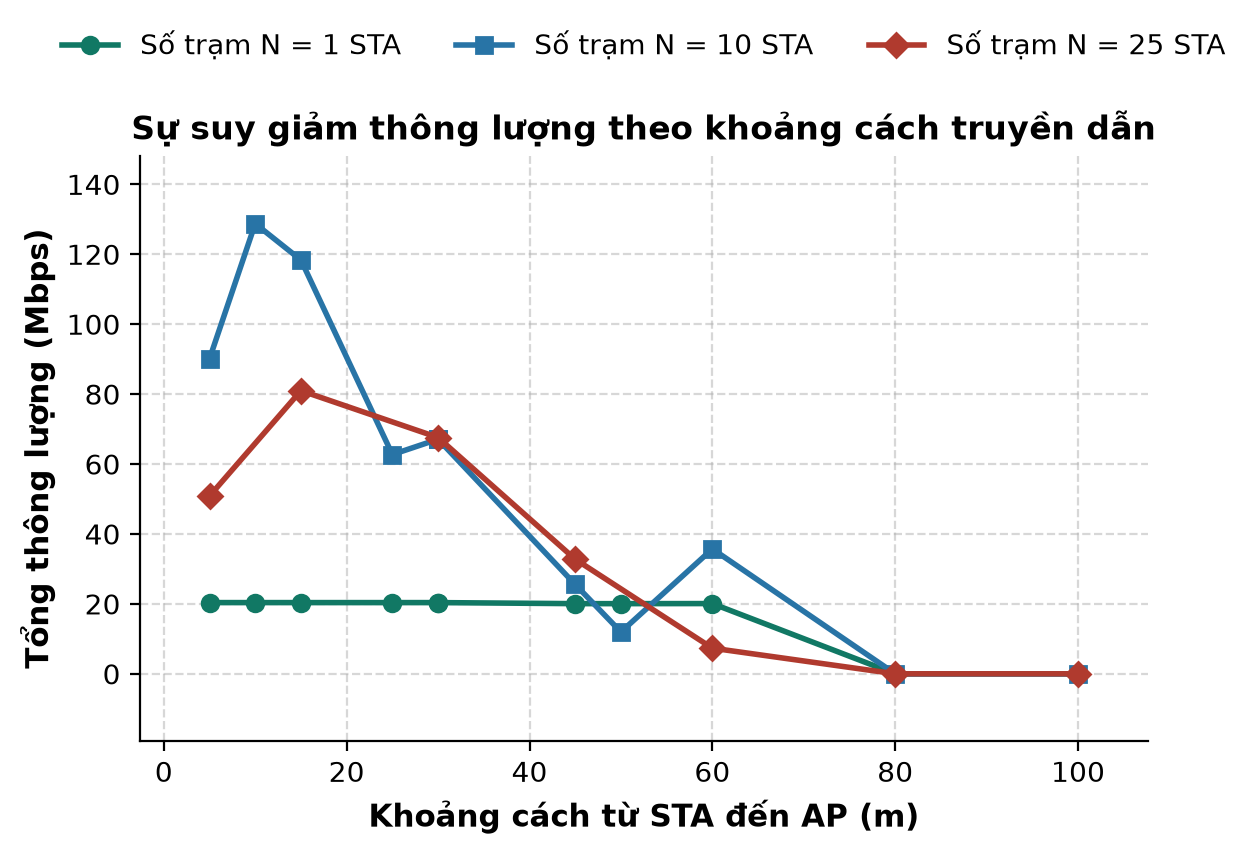 Số trạm N = 1 STA
Số trạm N = 10 STA
Số trạm N = 25 STA
Sự suy giảm thông lượng theo khoảng cách truyền dẫn
Tổng thông lượng (Mbps)
140
120
100
80
60
40
20
0
0
20
40
60
80
100
Khoảng cách từ STA đến AP (m)